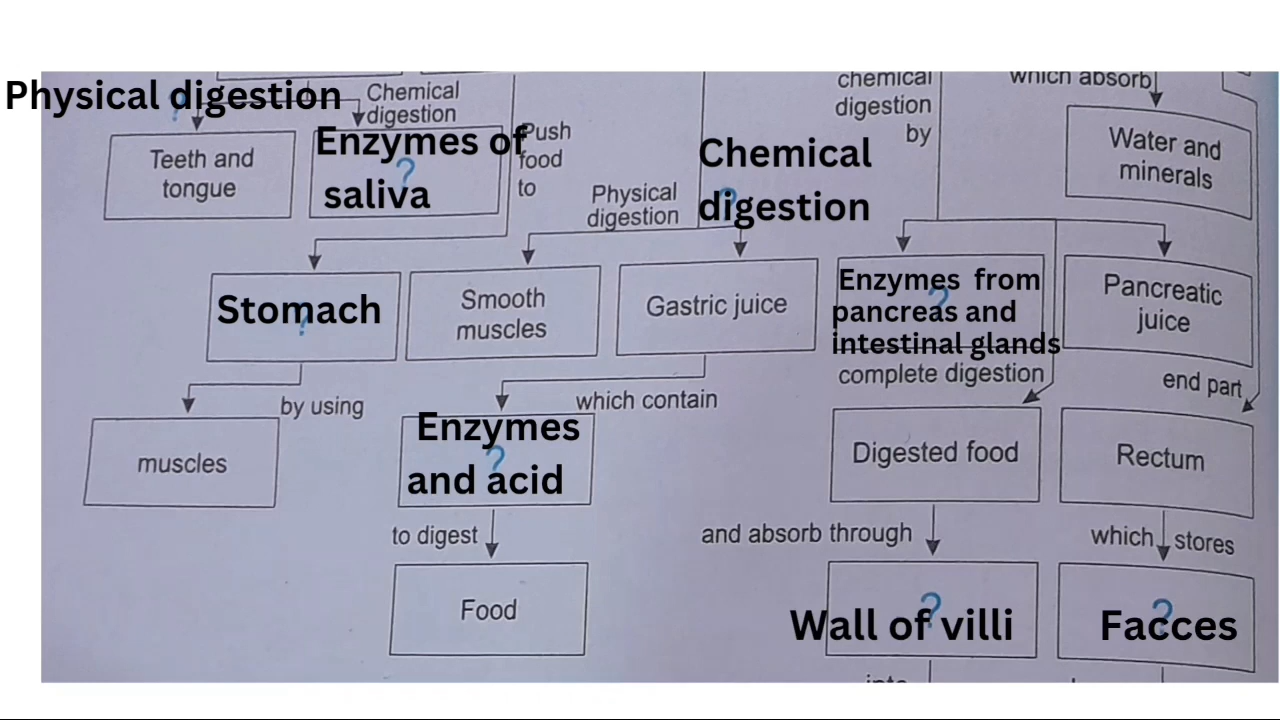 chemical
digestion
by
which absorb
Physical digestion
?
Chemical
digestion
Teeth and
tongue
Enzymes of
?
saliva
Push
food
to
Physical
digestion
Chemical
?
digestion
Water and
minerals
Stomach
?
Smooth
muscles
Gastric juice
Enzymes from
?
pancreas and
intestinal glands
Pancreatic
juice
complete digestion
end part
by using
which contain
muscles
Enzymes
?
and acid
Digested food
Rectum
to digest
and absorb through
which stores
Food
?
Wall of villi
?
Facces
into